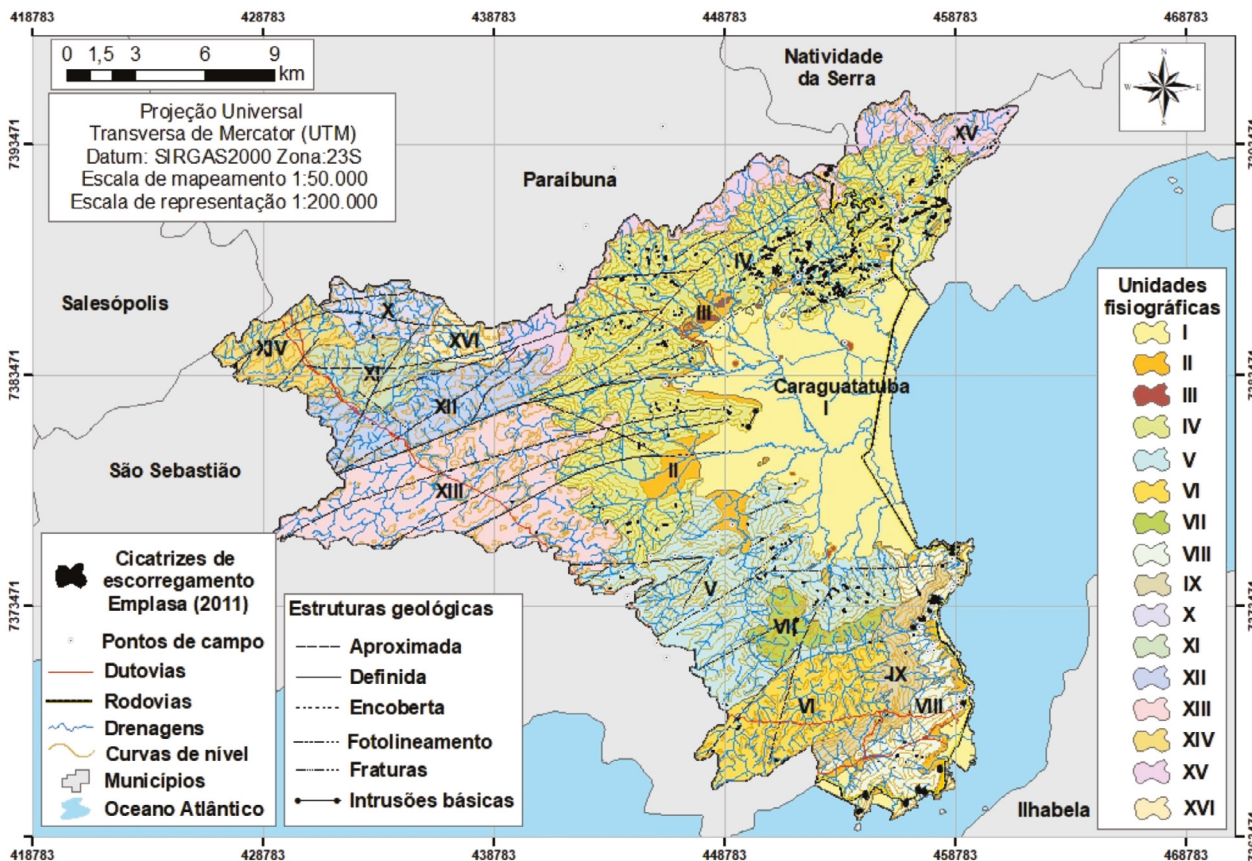 418783 428783 438783 448783 458783 468783
0 1,5 3 6 9
km
Projeção Universal
Transversa de Mercator (UTM)
Datum: SIRGAS2000 Zona:23S
Escala de mapeamento 1:50.000
Escala de representação 1:200.000
Natividade
da Serra
N
W E
S
7393471
XV
Paraíbuna
IV
Salesópolis
X
III
XVI
XIV
7383471
XI
Caraguatatuba
I
XII
São Sebastião
II
XIII
V
7373471
VII
IX
VI
VIII
Ilhabela
Unidades
fisiográficas
I
II
III
IV
V
VI
VII
VIII
IX
X
XI
XII
XIII
XIV
XV
XVI
Cicatrizes de
escorregamento
Emplasa (2011)
Pontos de campo
Dutovias
Rodovias
Drenagens
Curvas de nível
Municípios
Oceano Atlântico
Estruturas geológicas
Aproximada
Definida
Encoberta
Fotolineamento
Fraturas
Intrusões básicas
418783 428783 438783 448783 458783 468783